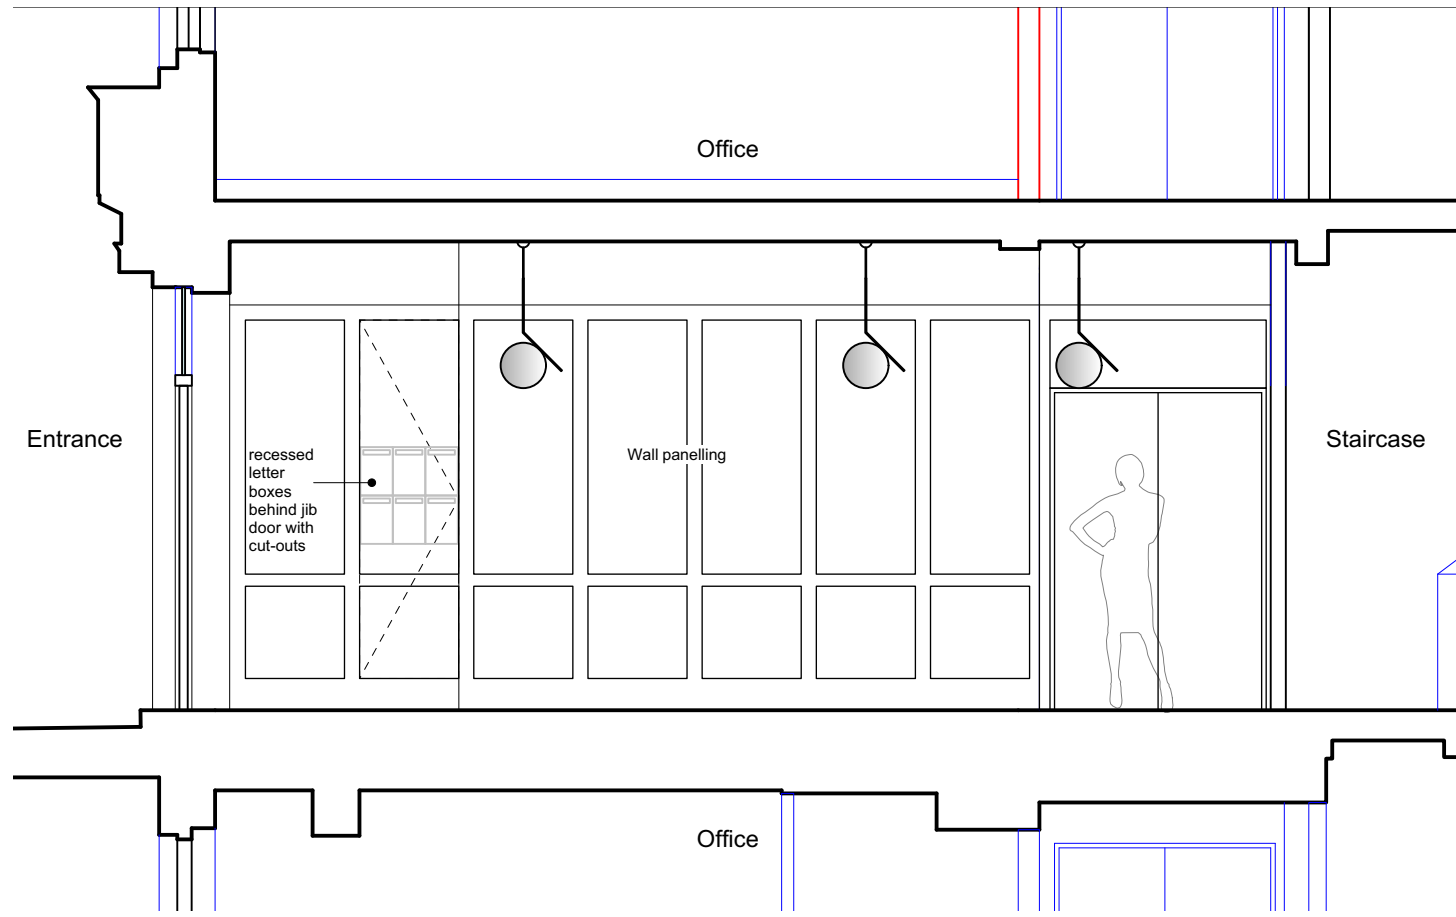 Office
Entrance
recessed
letter
boxes
behind jib
door with
cut-outs
Wall panelling
Staircase
Office